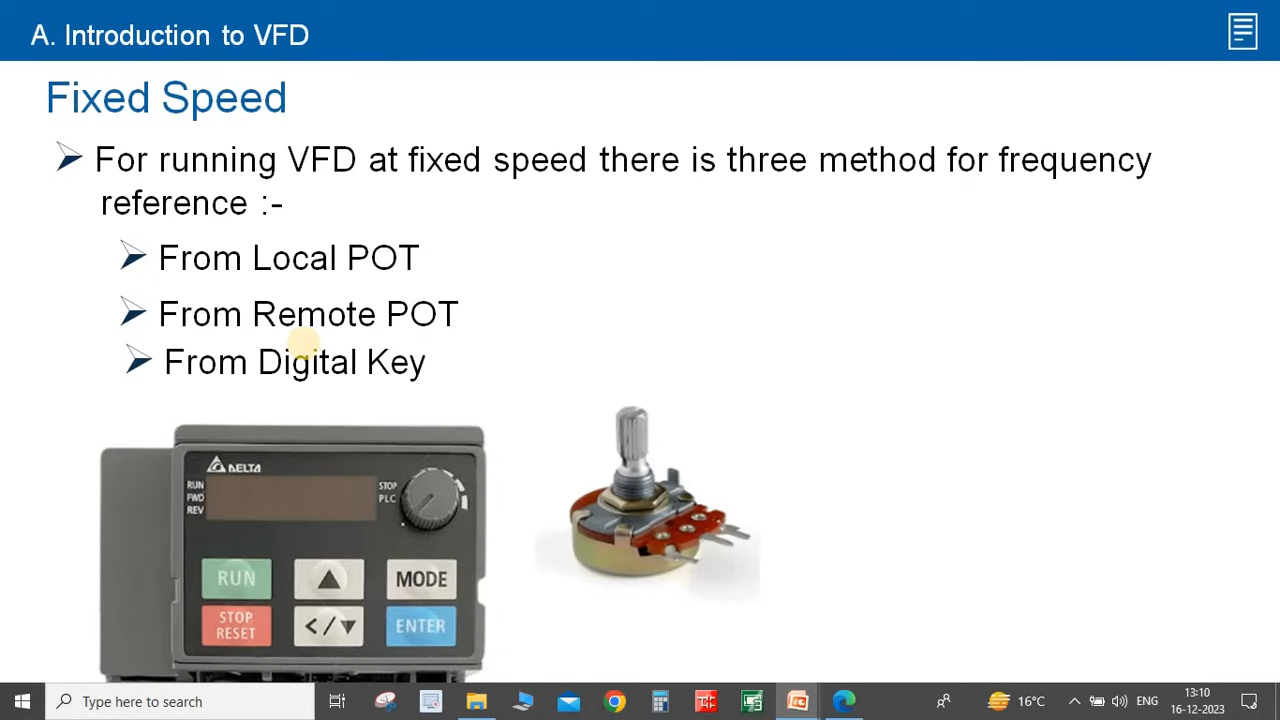 A. Introduction to VFD
Fixed Speed
For running VFD at fixed speed there is three method for frequency
reference :-
From Local POT
From Remote POT
From Digital Key
DELTA
RUN
FWD
REV
STOP
PLC
RUN
MODE
STOP
RESET
ENTER
Type here to search
16°C
ENG
13:10
16-12-2023